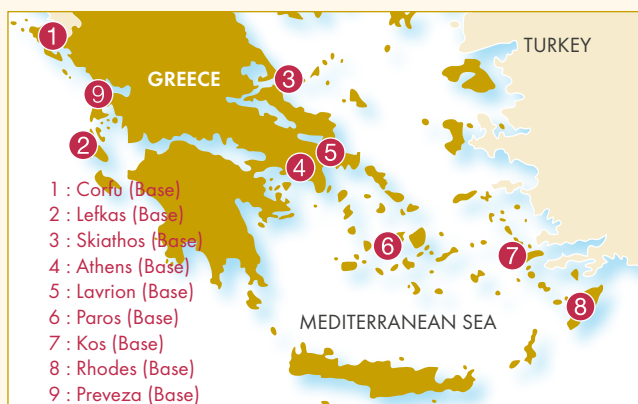 1
TURKEY
GREECE
3
9
2
5
4
1 : Corfu (Base)
2 : Lefkas (Base)
3 : Skiathos (Base)
4 : Athens (Base)
5 : Lavrion (Base)
6 : Paros (Base)
7 : Kos (Base)
8 : Rhodes (Base)
9 : Preveza (Base)
6
7
8
MEDITERRANEAN SEA